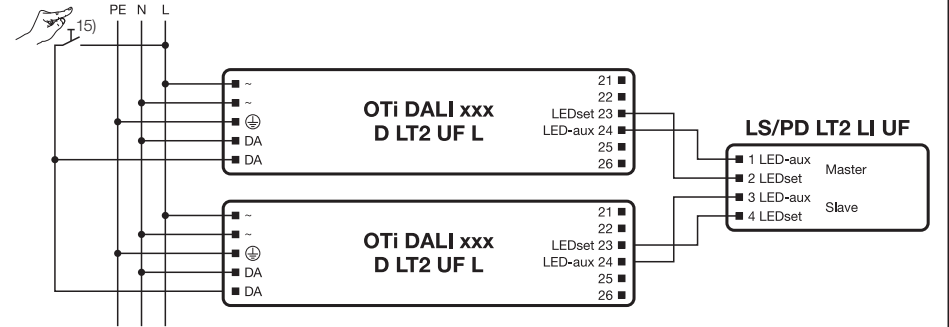 PE N L
15)
~
~
DA
DA
OTi DALI xxx
D LT2 UF L
21
22
LEDset 23
LED-aux 24
25
26
LS/PD LT2 LI UF
1 LED-aux
2 LEDset
Master
3 LED-aux
4 LEDset
Slave
~
~
DA
DA
OTi DALI xxx
D LT2 UF L
21
22
LEDset 23
LED-aux 24
25
26